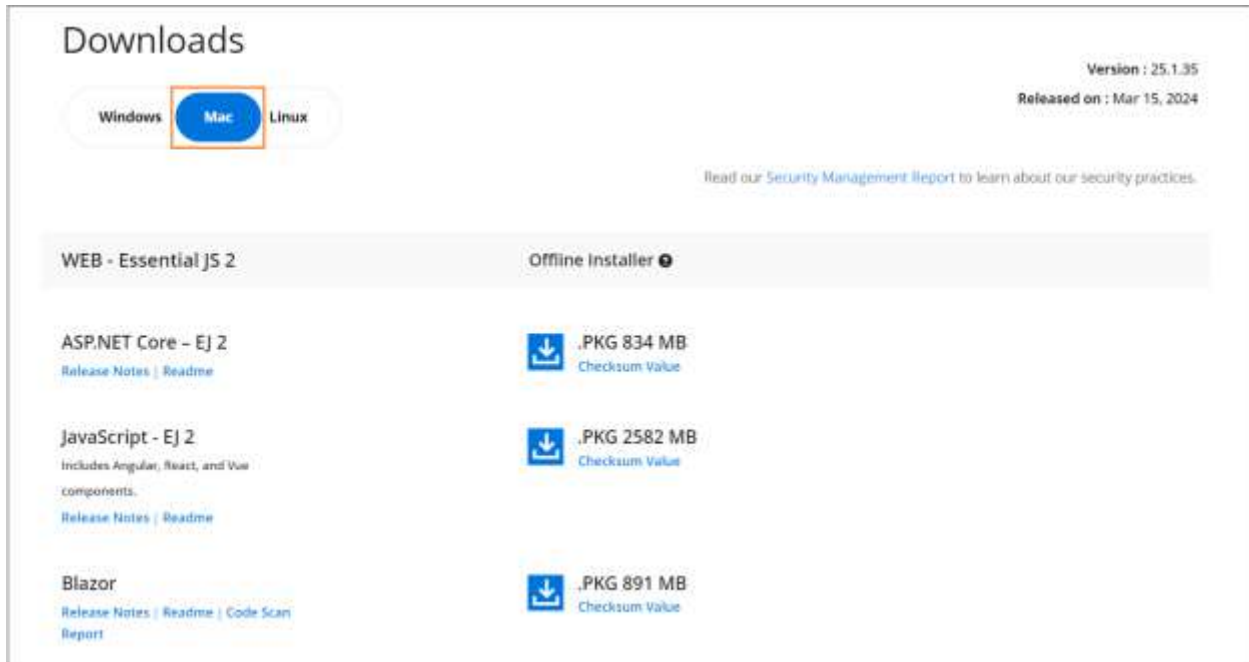 Downloads
Version : 25.1.35
Released on : Mar 15, 2024
Windows Mac Linux
Read our Security Management Report to learn about our security practices.
WEB - Essential JS 2 Offline Installer ?
ASP.NET Core – EJ 2 .PKG 834 MB
Release Notes | Readme Checksum Value
JavaScript - EJ 2 .PKG 2582 MB
Includes Angular, React, and Vue Checksum Value
components.
Release Notes | Readme
Blazor .PKG 891 MB
Release Notes | Readme | Code Scan Checksum Value
Report